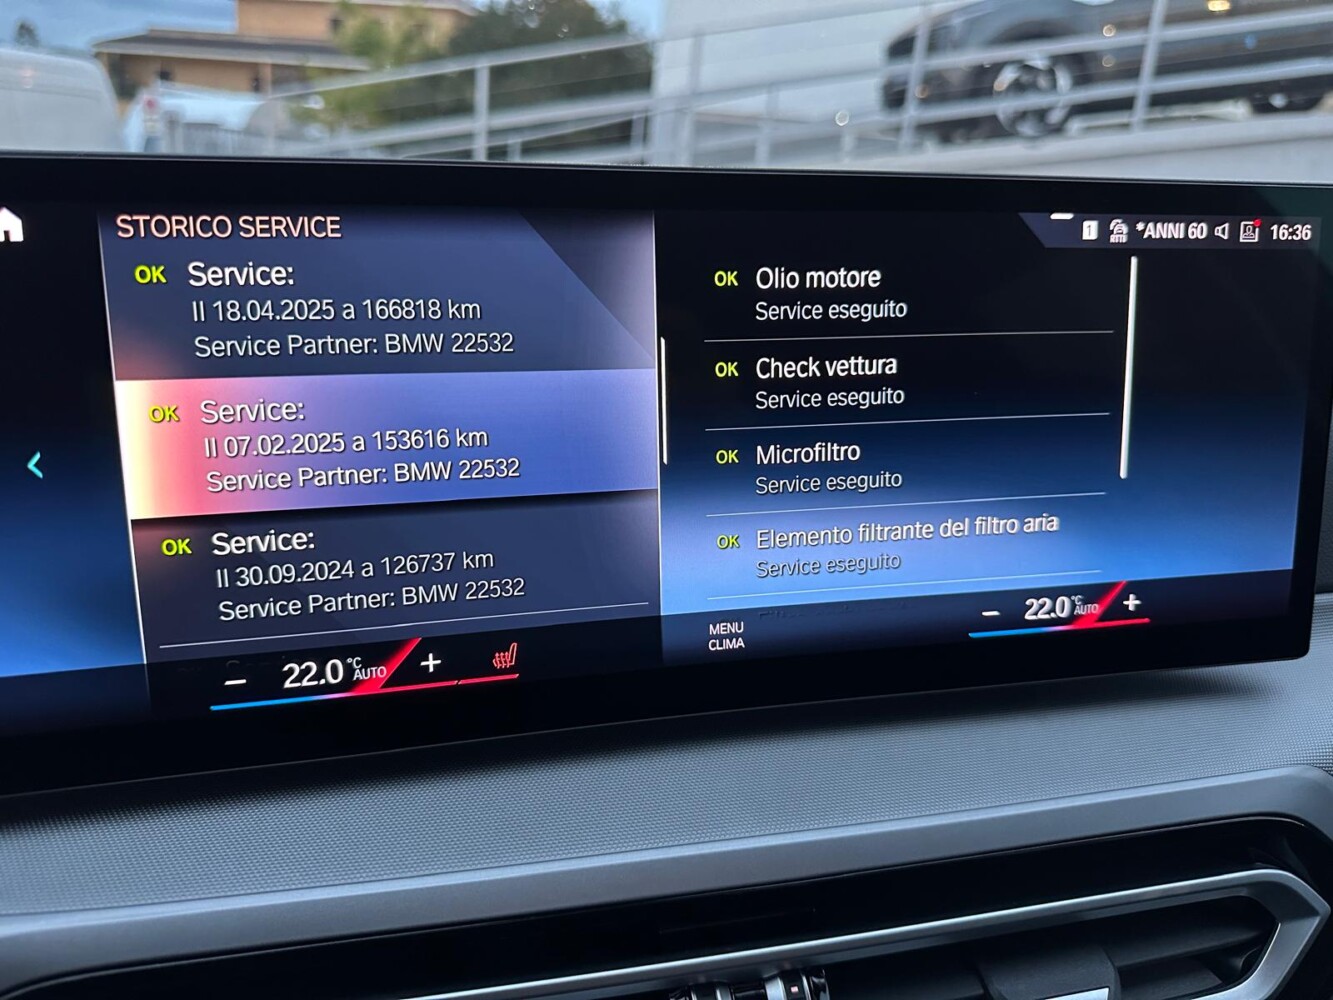 STORICO SERVICE
OK Service:
Il 18.04.2025 a 166818 km
Service Partner: BMW 22532
OK Service:
Il 07.02.2025 a 153616 km
Service Partner: BMW 22532
OK Service:
Il 30.09.2024 a 126737 km
Service Partner: BMW 22532
1 RTTI *ANNI 60 16:36
OK Olio motore
Service eseguito
OK Check vettura
Service eseguito
OK Microfiltro
Service eseguito
OK Elemento filtrante del filtro aria
Service eseguito
− 22.0 °C AUTO +
MENU
CLIMA
− 22.0 °C AUTO +